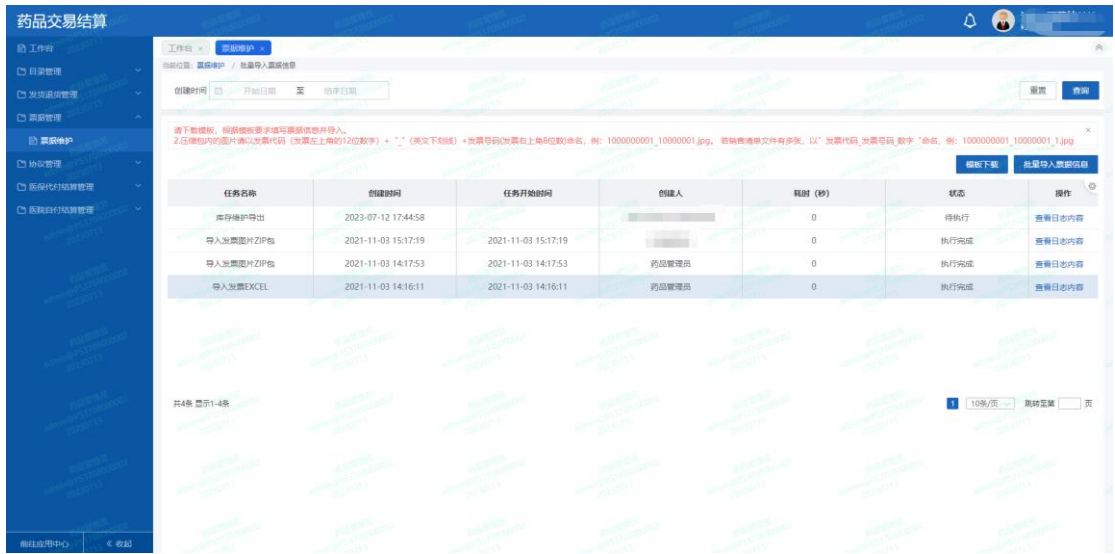 药品交易结算
工作台
目录管理
发货退货管理
票据管理
票据维护
协议管理
医保代付结算管理
医院自付结算管理
前往应用中心 《 收起
工作台 × 票据维护 ×
当前位置: 票据维护 / 批量导入票据信息
创建时间 开始日期 至 结束日期 重置 查询
请下载模板，根据模板要求填写票据信息并导入。 ×
2.压缩包内的图片请以发票代码（发票左上角的12位数字）+ "_"（英文下划线）+发票号码(发票右上角8位数)命名，例：1000000001_10000001.jpg。若销售清单文件有多张，以" 发票代码_发票号码_数字 "命名，例：1000000001_10000001_1.jpg
模板下载 批量导入票据信息
任务名称 创建时间 任务开始时间 创建人 耗时（秒） 状态 操作
库存维护导出 2023-07-12 17:44:58 0 待执行 查看日志内容
导入发票图片ZIP包 2021-11-03 15:17:19 2021-11-03 15:17:19 0 执行完成 查看日志内容
导入发票图片ZIP包 2021-11-03 14:17:53 2021-11-03 14:17:53 药品管理员 0 执行完成 查看日志内容
导入发票EXCEL 2021-11-03 14:16:11 2021-11-03 14:16:11 药品管理员 0 执行完成 查看日志内容
共4条 显示1-4条 1 10条/页 跳转至第 页